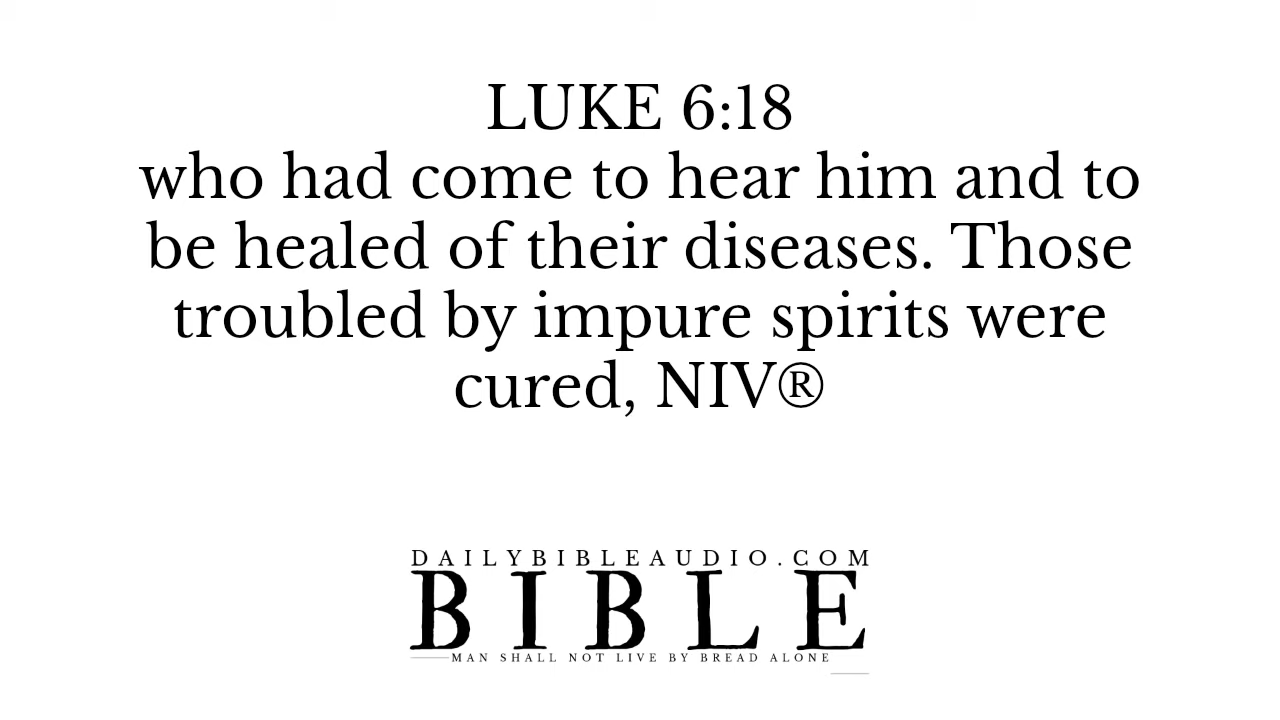 LUKE 6:18
who had come to hear him and to
be healed of their diseases. Those
troubled by impure spirits were
cured, NIV®
DAILYBIBLEAUDIO.COM
BIBLE
MAN SHALL NOT LIVE BY BREAD ALONE